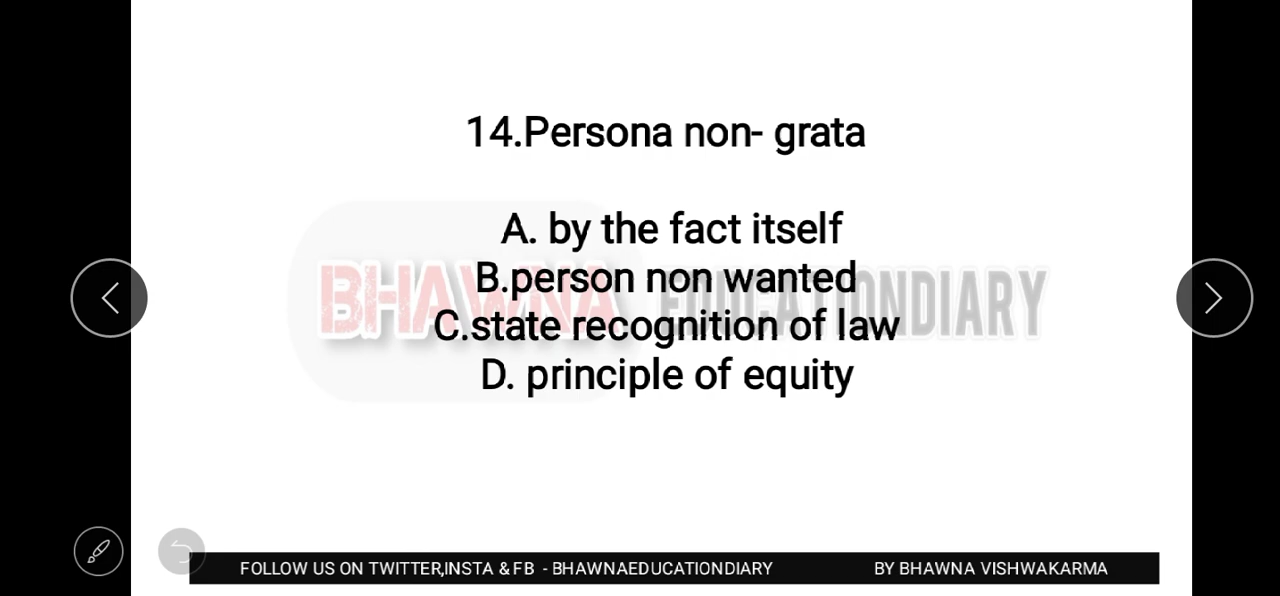 14.Persona non- grata
A. by the fact itself
B.person non wanted
C.state recognition of law
D. principle of equity
BHAWNA EDUCATIONDIARY
FOLLOW US ON TWITTER,INSTA & FB - BHAWNAEDUCATIONDIARY BY BHAWNA VISHWAKARMA